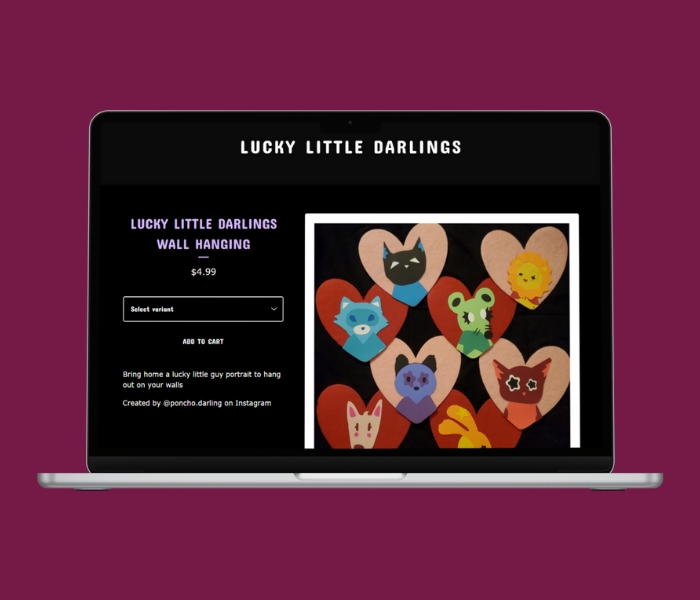 LUCKY LITTLE DARLINGS
LUCKY LITTLE DARLINGS
WALL HANGING
$4.99
Select variant
ADD TO CART
Bring home a lucky little guy portrait to hang
out on your walls
Created by @poncho.darling on Instagram